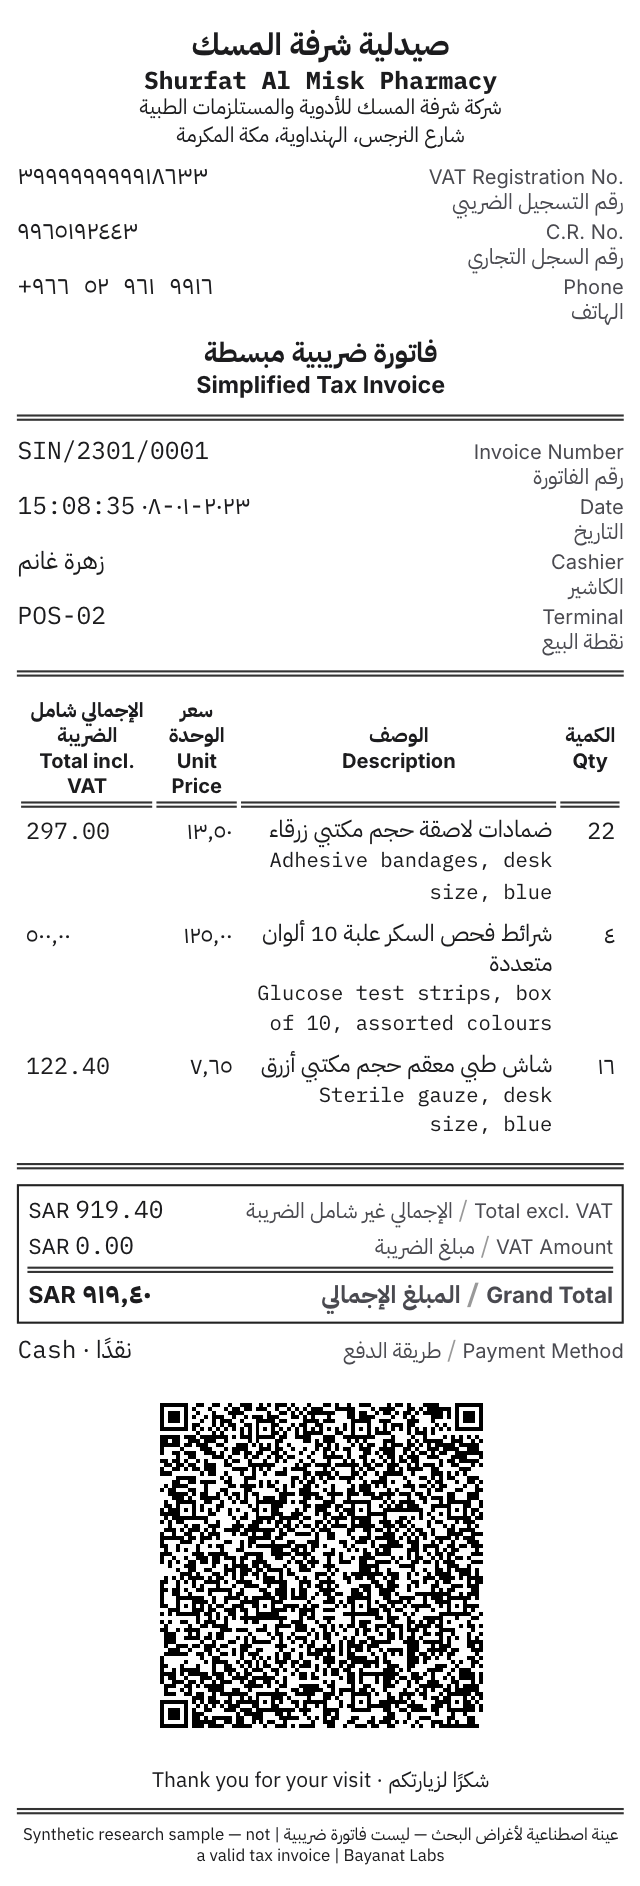 صيدلية شرفة المسك
Shurfat Al Misk Pharmacy
شركة شرفة المسك للأدوية والمستلزمات الطبية
شارع النرجس، الهنداوية، مكة المكرمة
VAT Registration No. ٣٩٩٩٩٩٩٩٩٩١٨٦٣٣
رقم التسجيل الضريبي
C.R. No. ٩٩٦٥١٩٢٤٤٣
رقم السجل التجاري
Phone +٩٦٦ ٥٢ ٩٦١ ٩٩١٦
الهاتف
فاتورة ضريبية مبسطة
Simplified Tax Invoice
Invoice Number SIN/2301/0001
رقم الفاتورة
Date ٢٠٢٣-٠١-٠٨ 15:08:35
التاريخ
Cashier زهرة غانم
الكاشير
Terminal POS-02
نقطة البيع
الكمية الوصف سعر الوحدة الإجمالي شامل الضريبة
Qty Description Unit Price Total incl. VAT
22 ضمادات لاصقة حجم مكتبي زرقاء ١٣,٥٠ 297.00
Adhesive bandages, desk
size, blue
٤ شرائط فحص السكر علبة 10 ألوان ١٢٥,٠٠ ٥٠٠,٠٠
متعددة
Glucose test strips, box
of 10, assorted colours
١٦ شاش طبي معقم حجم مكتبي أزرق ٧,٦٥ 122.40
Sterile gauze, desk
size, blue
الإجمالي غير شامل الضريبة / Total excl. VAT SAR 919.40
مبلغ الضريبة / VAT Amount SAR 0.00
المبلغ الإجمالي / Grand Total SAR ٩١٩,٤٠
طريقة الدفع / Payment Method Cash · نقدًا
Thank you for your visit · شكرًا لزيارتكم
عينة اصطناعية لأغراض البحث — ليست فاتورة ضريبية | Synthetic research sample — not
a valid tax invoice | Bayanat Labs